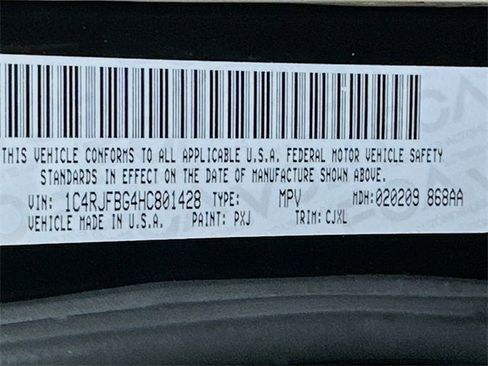 THIS VEHICLE CONFORMS TO ALL APPLICABLE U.S.A. FEDERAL MOTOR VEHICLE SAFETY
STANDARDS IN EFFECT ON THE DATE OF MANUFACTURE SHOWN ABOVE.
VIN: 1C4RJFBG4HC801428 TYPE: MPV MDH:020209 868AA
VEHICLE MADE IN U.S.A. PAINT: PXJ TRIM: CJXL